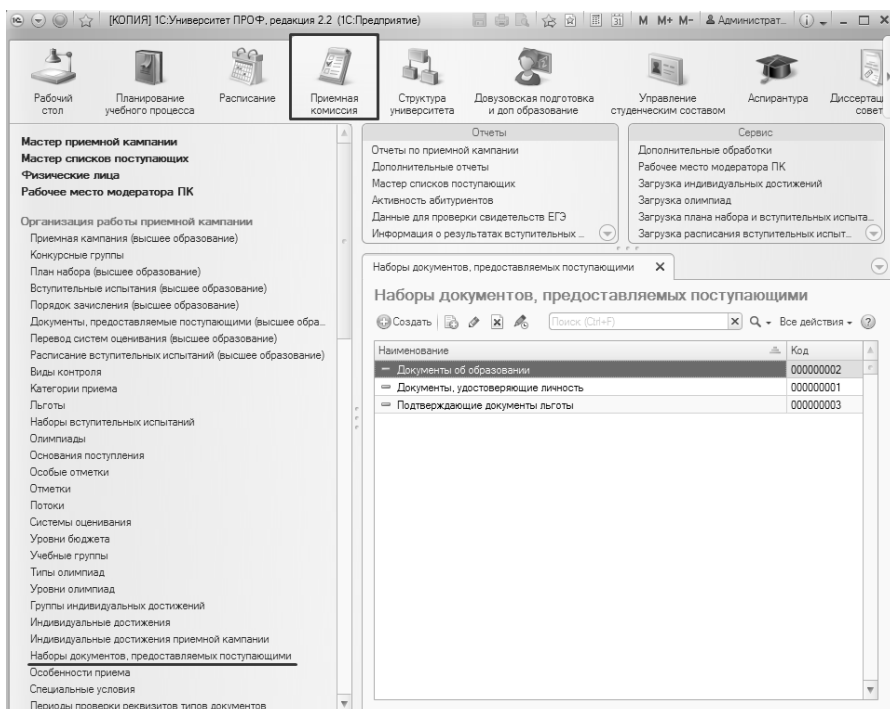 [КОПИЯ] 1С:Университет ПРОФ, редакция 2.2 (1С:Предприятие)
M M+ M- Администрат...
Рабочий стол
Планирование учебного процесса
Расписание
Приемная комиссия
Структура университета
Довузовская подготовка и доп образование
Управление студенческим составом
Аспирантура
Диссертац совет
Мастер приемной кампании
Мастер списков поступающих
Физические лица
Рабочее место модератора ПК
Организация работы приемной кампании
Приемная кампания (высшее образование)
Конкурсные группы
План набора (высшее образование)
Вступительные испытания (высшее образование)
Порядок зачисления (высшее образование)
Документы, предоставляемые поступающими (высшее обра...
Перевод систем оценивания (высшее образование)
Расписание вступительных испытаний (высшее образование)
Виды контроля
Категории приема
Льготы
Наборы вступительных испытаний
Олимпиады
Основания поступления
Особые отметки
Отметки
Потоки
Системы оценивания
Уровни бюджета
Учебные группы
Типы олимпиад
Уровни олимпиад
Группы индивидуальных достижений
Индивидуальные достижения
Индивидуальные достижения приемной кампании
Наборы документов, предоставляемых поступающими
Особенности приема
Специальные условия
Периоды проверки реквизитов типов документов
Отчеты
Отчеты по приемной кампании
Дополнительные отчеты
Мастер списков поступающих
Активность абитуриентов
Данные для проверки свидетельств ЕГЭ
Информация о результатах вступительных ...
Сервис
Дополнительные обработки
Рабочее место модератора ПК
Загрузка индивидуальных достижений
Загрузка олимпиад
Загрузка плана набора и вступительных испыта...
Загрузка расписания вступительных испыт...
Наборы документов, предоставляемых поступающими
Наборы документов, предоставляемых поступающими
Создать Поиск (Ctrl+F) Все действия
Наименование Код
Документы об образовании 000000002
Документы, удостоверяющие личность 000000001
Подтверждающие документы льготы 000000003